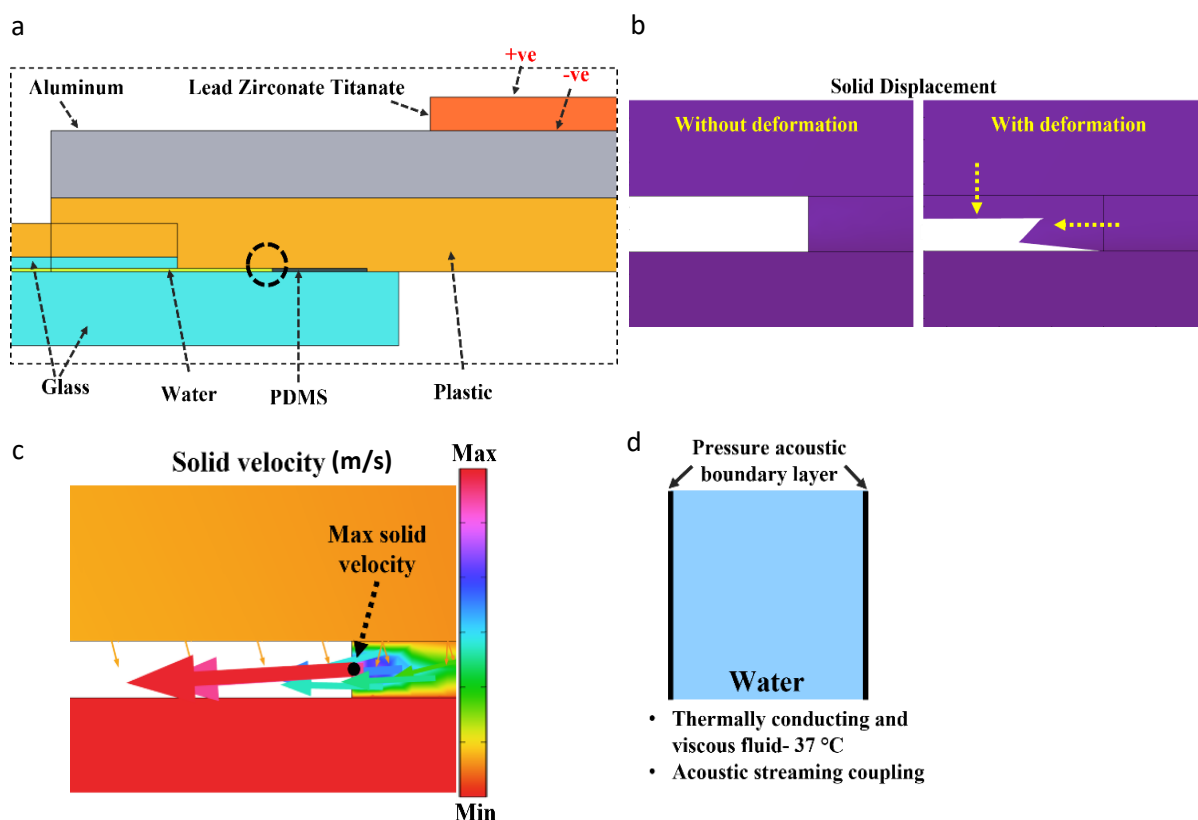 a
+ve
-ve
Aluminum
Lead Zirconate Titanate
Glass
Water
PDMS
Plastic
b
Solid Displacement
Without deformation
With deformation
c
Solid velocity (m/s)
Max
Max solid
velocity
Min
d
Pressure acoustic
boundary layer
Water
• Thermally conducting and
viscous fluid- 37 °C
• Acoustic streaming coupling